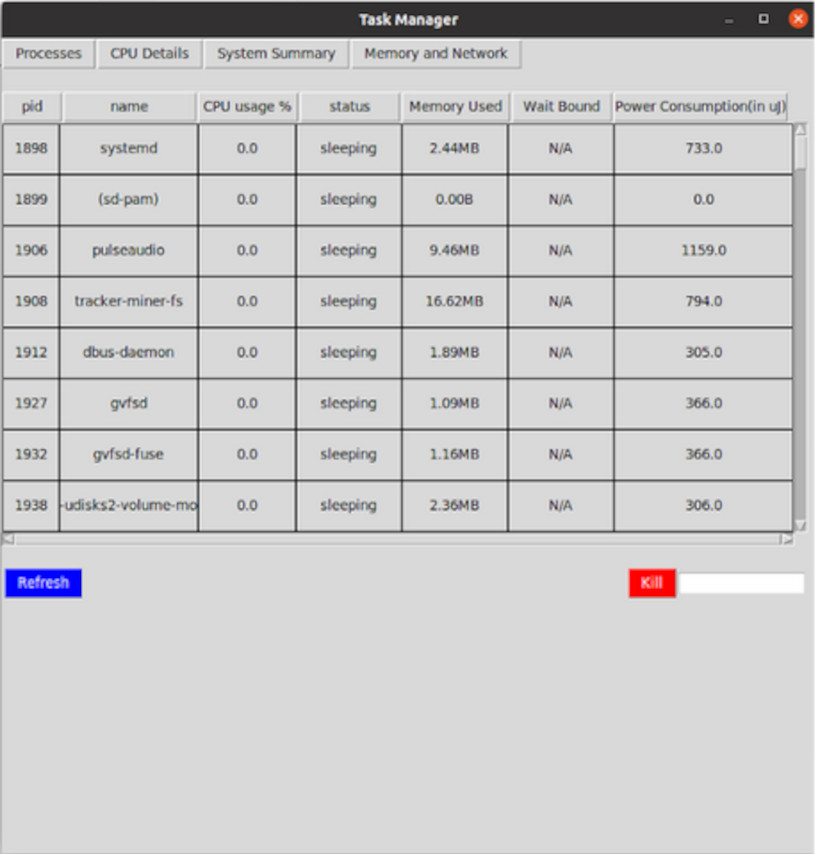 Task Manager
Processes CPU Details System Summary Memory and Network
pid name CPU usage % status Memory Used Wait Bound Power Consumption(in uJ)
1898 systemd 0.0 sleeping 2.44MB N/A 733.0
1899 (sd-pam) 0.0 sleeping 0.00B N/A 0.0
1906 pulseaudio 0.0 sleeping 9.46MB N/A 1159.0
1908 tracker-miner-fs 0.0 sleeping 16.62MB N/A 794.0
1912 dbus-daemon 0.0 sleeping 1.89MB N/A 305.0
1927 gvfsd 0.0 sleeping 1.09MB N/A 366.0
1932 gvfsd-fuse 0.0 sleeping 1.16MB N/A 366.0
1938 -udisks2-volume-mo 0.0 sleeping 2.36MB N/A 306.0
Refresh Kill